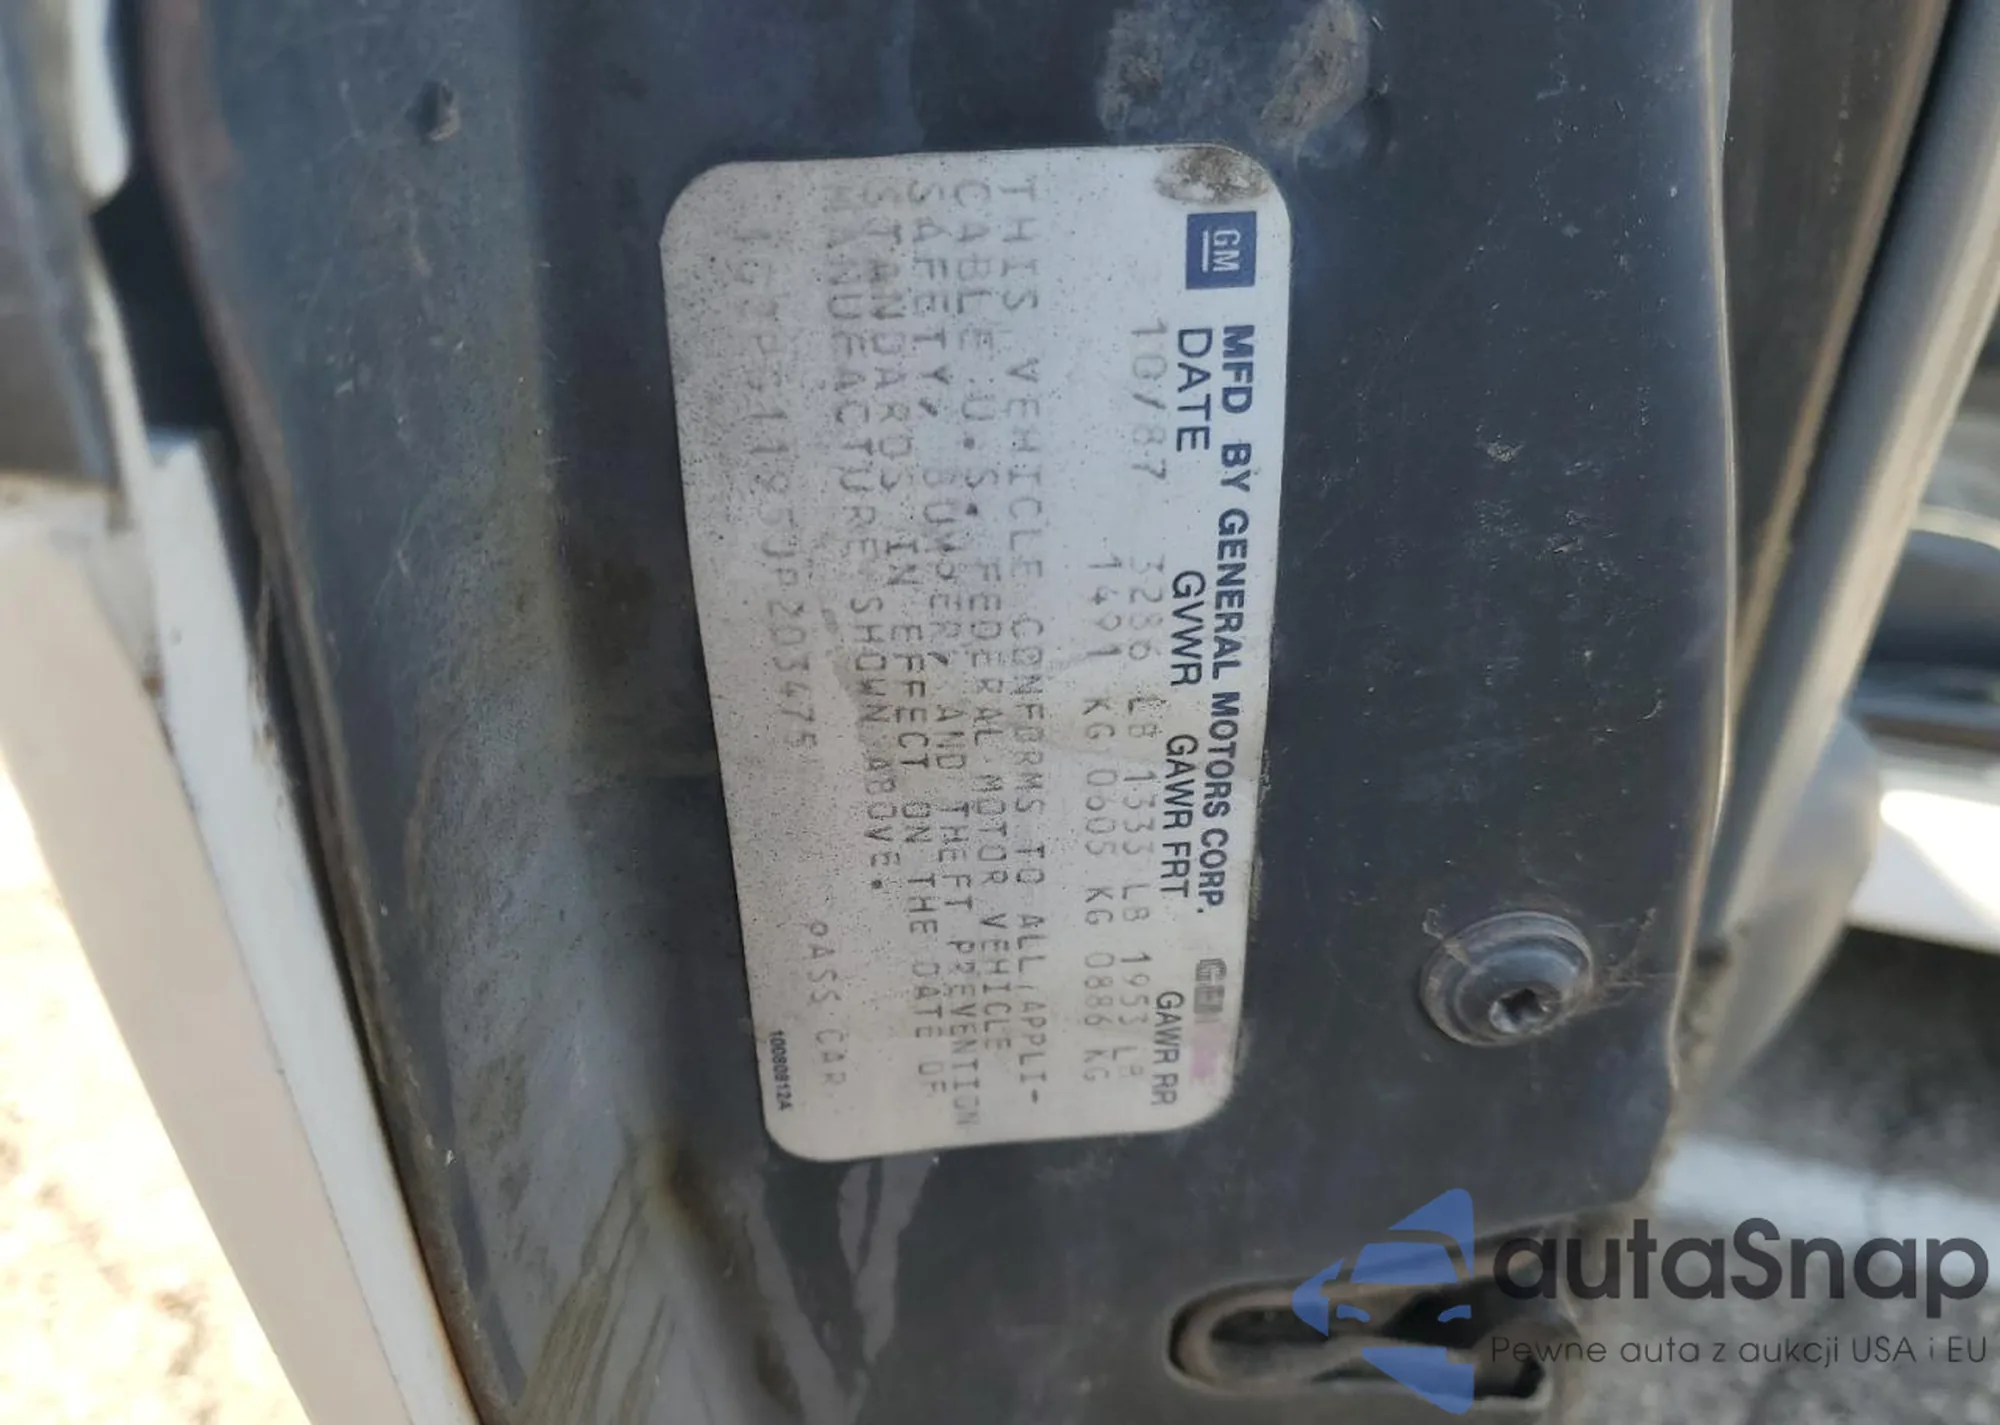 GM
MFD BY GENERAL MOTORS CORP.
DATE GVWR GAWR FRT GAWR RR
10/87 3286 LB 1333 LB 1953 LB
1491 KG 0605 KG 0886 KG
THIS VEHICLE CONFORMS TO ALL APPLI-
CABLE U.S. FEDERAL MOTOR VEHICLE
SAFETY, BUMPER, AND THEFT PREVENTION
STANDARDS IN EFFECT ON THE DATE OF
MANUFACTURE SHOWN ABOVE.
PASS CAR
10080812A
autaSnap
Pewne auta z aukcji USA i EU